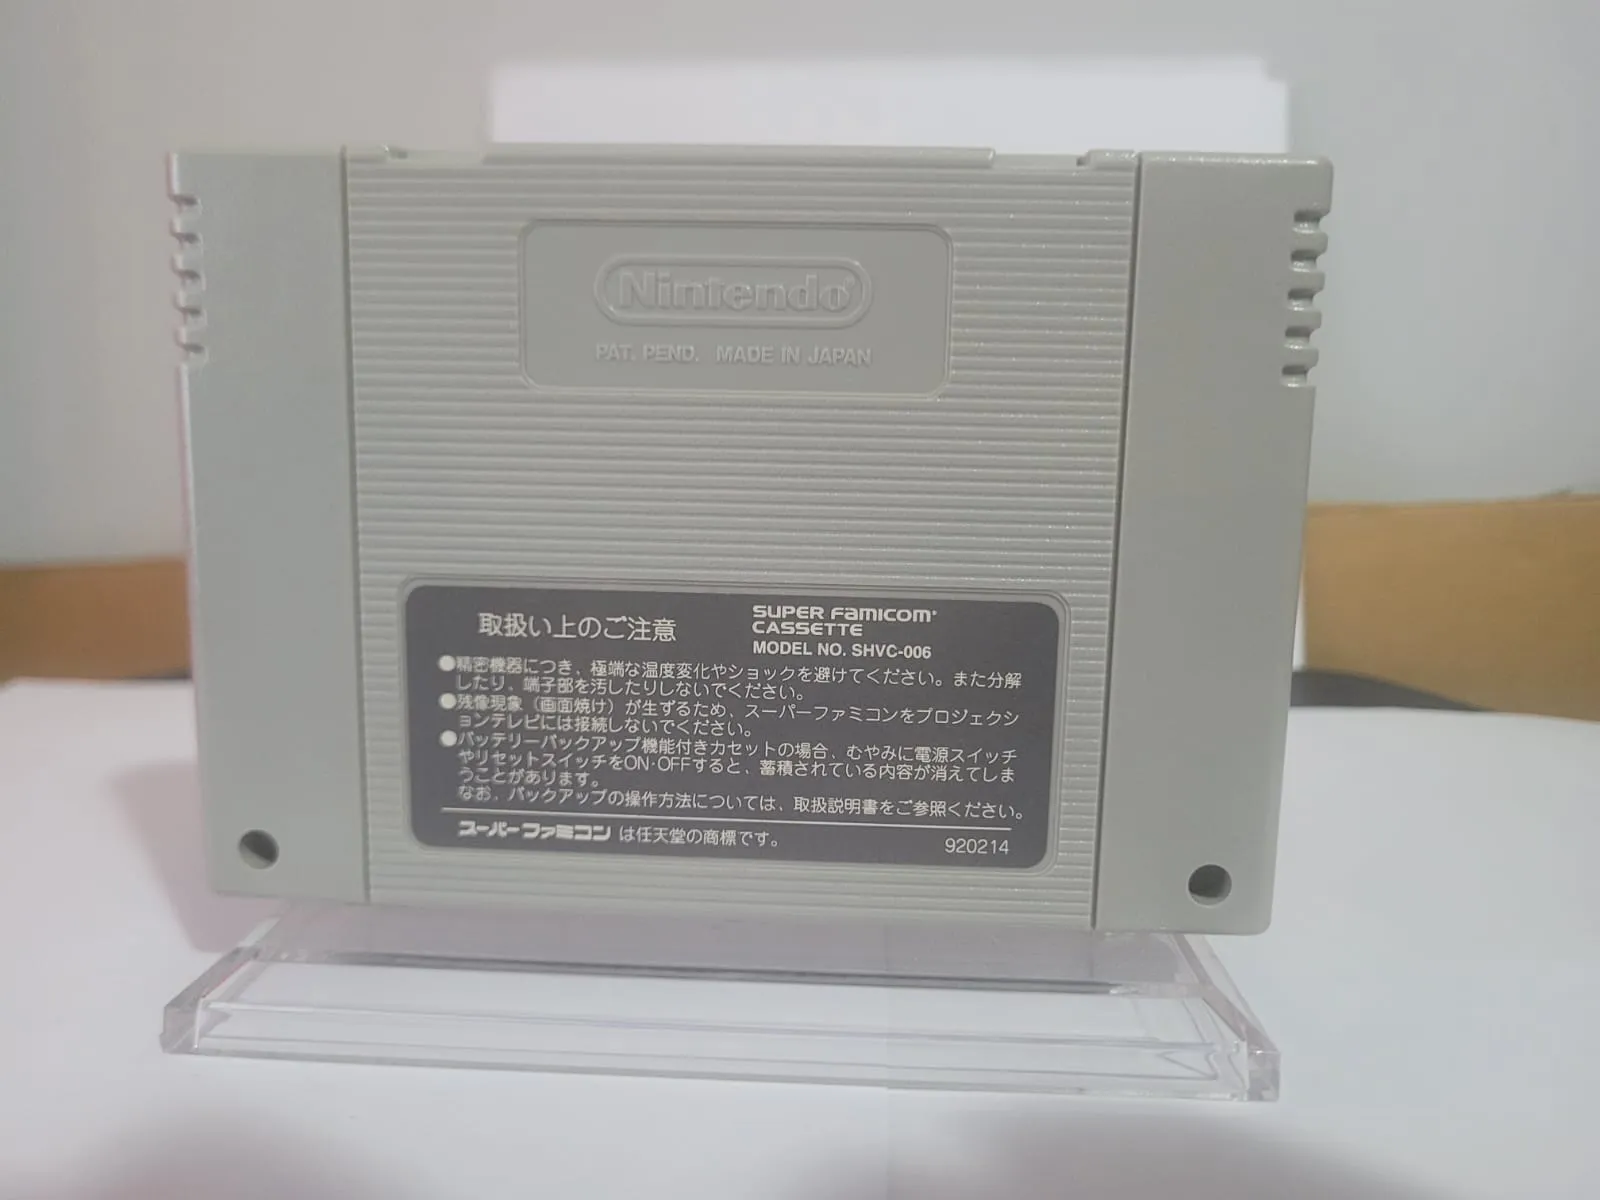 Nintendo®
PAT. PEND. MADE IN JAPAN
取扱い上のご注意
SUPER FAMICOM®
CASSETTE
MODEL NO. SHVC-006
●精密機器につき、極端な温度変化やショックを避けてください。また分解
したり、端子部を汚したりしないでください。
●残像現象（画面焼け）が生ずるため、スーパーファミコンをプロジェクシ
ョンテレビには接続しないでください。
●バッテリーバックアップ機能付きカセットの場合、むやみに電源スイッチ
やリセットスイッチをON·OFFすると、蓄積されている内容が消えてしま
うことがあります。
なお、バックアップの操作方法については、取扱説明書をご参照ください。
スーパーファミコン は任天堂の商標です。
920214